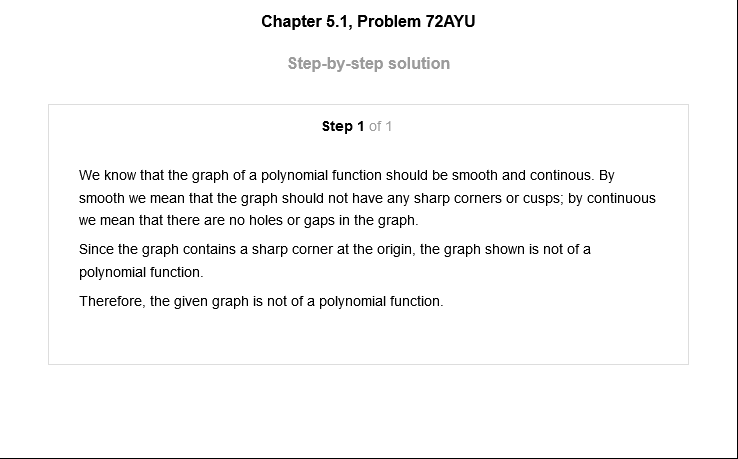 Chapter 5.1, Problem 72AYU
Step-by-step solution
Step 1 of 1
We know that the graph of a polynomial function should be smooth and continous. By
smooth we mean that the graph should not have any sharp corners or cusps; by continuous
we mean that there are no holes or gaps in the graph.
Since the graph contains a sharp corner at the origin, the graph shown is not of a
polynomial function.
Therefore, the given graph is not of a polynomial function.